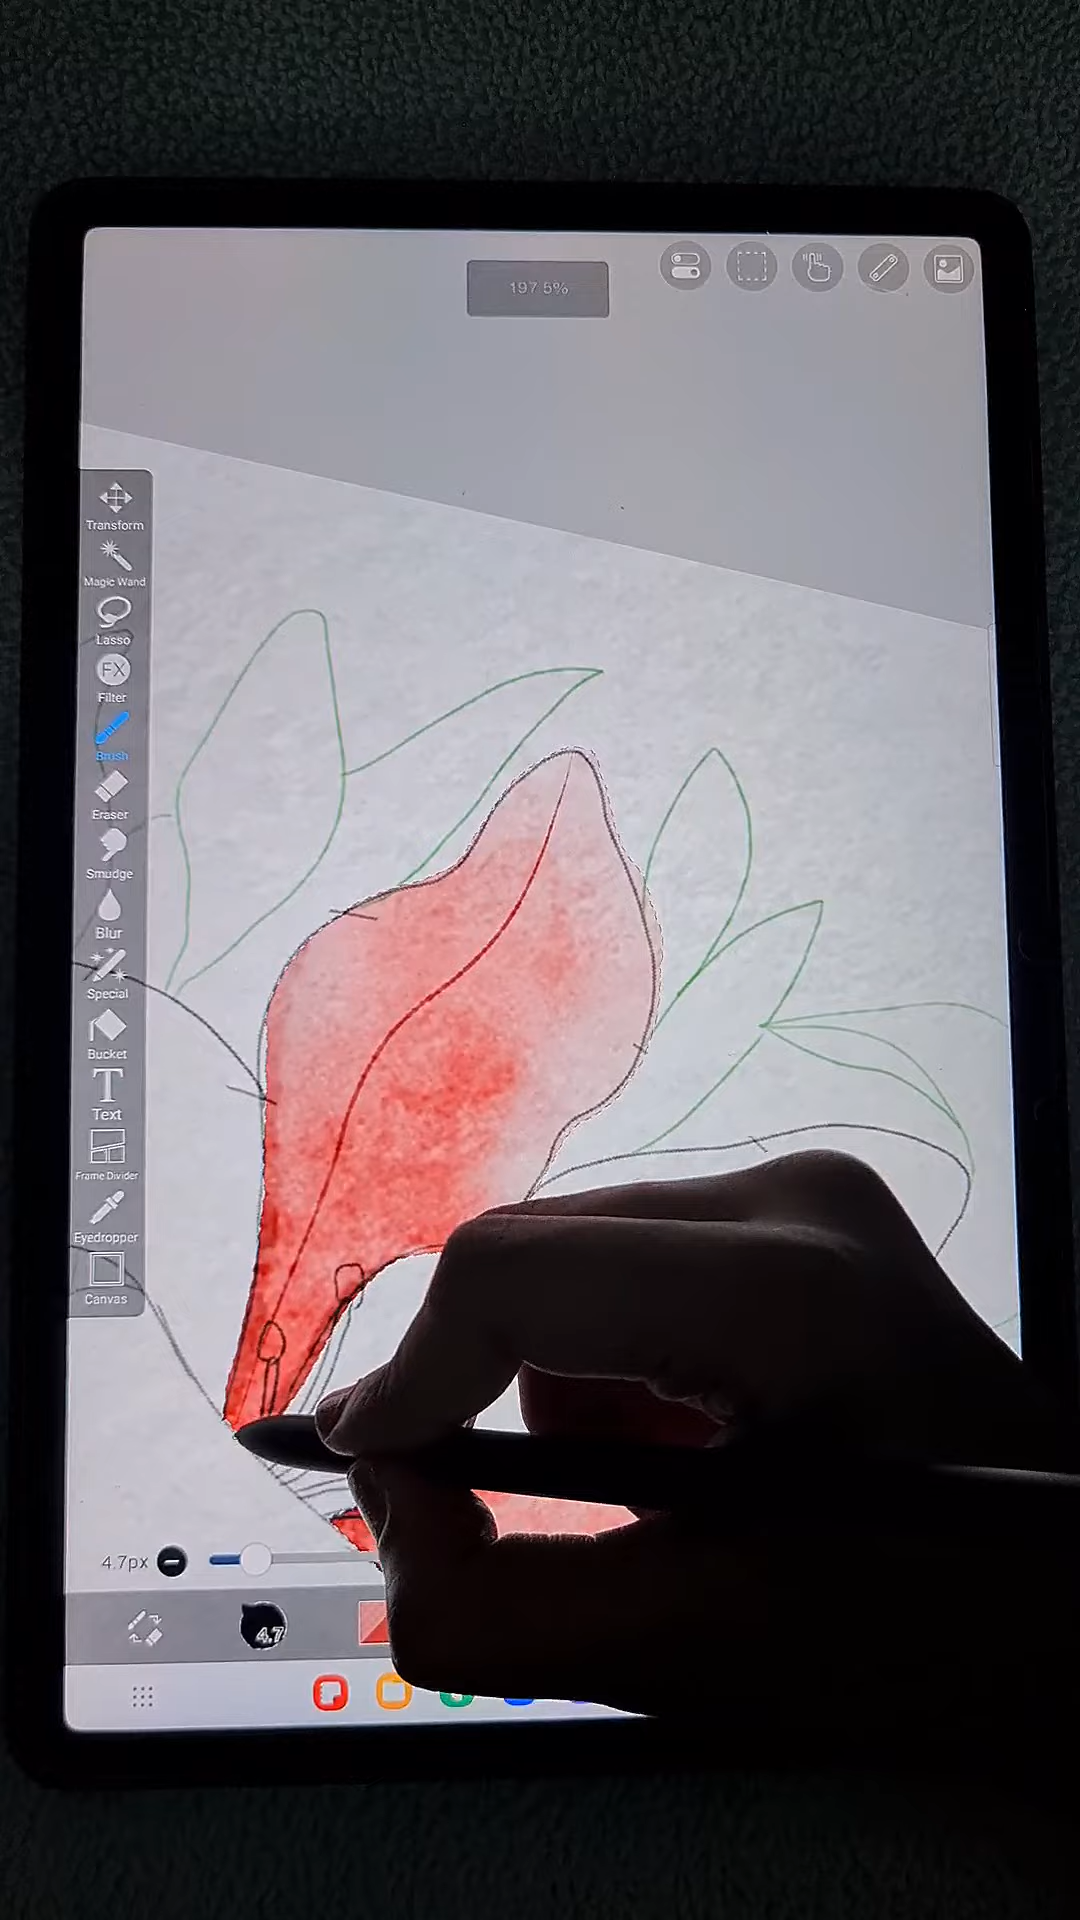 197.5%
Transform
Magic Wand
Lasso
FX
Filter
Brush
Eraser
Smudge
Blur
Special
Bucket
T
Text
Frame Divider
Eyedropper
Canvas
4.7px
4.7